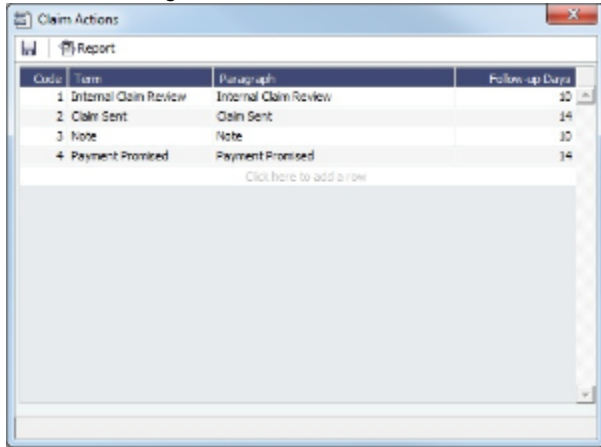 Claim Actions
Report
Code Term Paragraph Follow-up Days
1 Internal Claim Review Internal Claim Review 10
2 Claim Sent Claim Sent 14
3 Note Note 10
4 Payment Promised Payment Promised 14
Click here to add a row